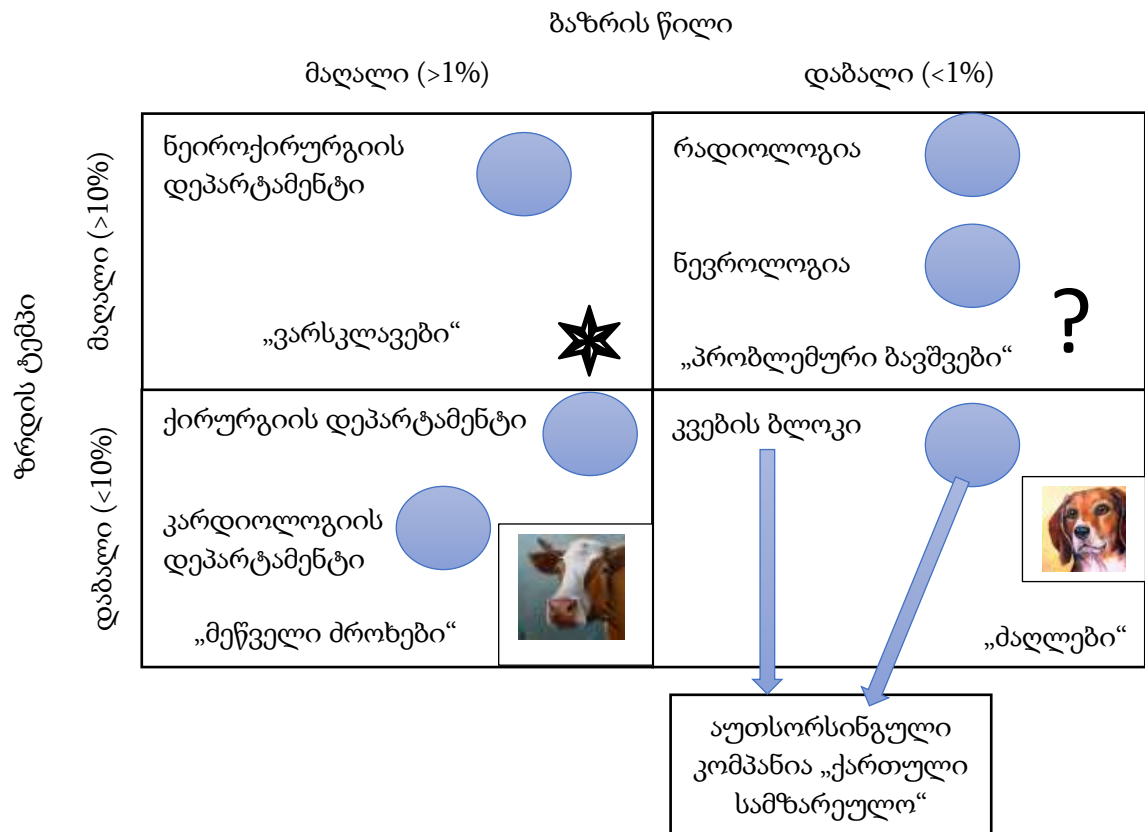 ბაზრის წილი
მაღალი (>1%)
დაბალი (<1%)
ზრდის ტემპი
მაღალი (>10%)
ნეიროქირურგიის
დეპარტამენტი
„ვარსკლავები“
რადიოლოგია
ნევროლოგია
?
„პრობლემური ბავშვები“
დაბალი (<10%)
ქირურგიის დეპარტამენტი
კარდიოლოგიის
დეპარტამენტი
„მეწველი ძროხები“
კვების ბლოკი
„ძაღლები“
აუთსორსინგული
კომპანია „ქართული
სამზარეულო“